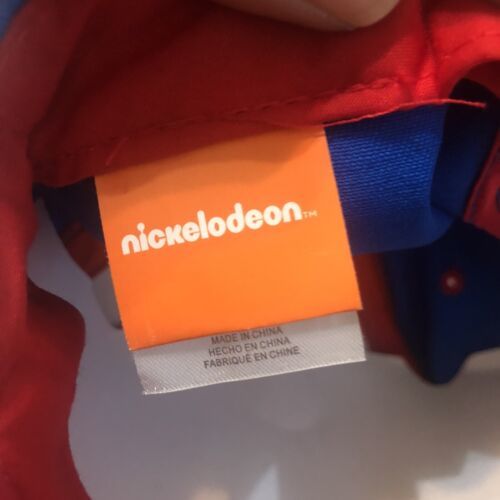 nickelodeon™
MADE IN CHINA
HECHO EN CHINA
FABRIQUÉ EN CHINE